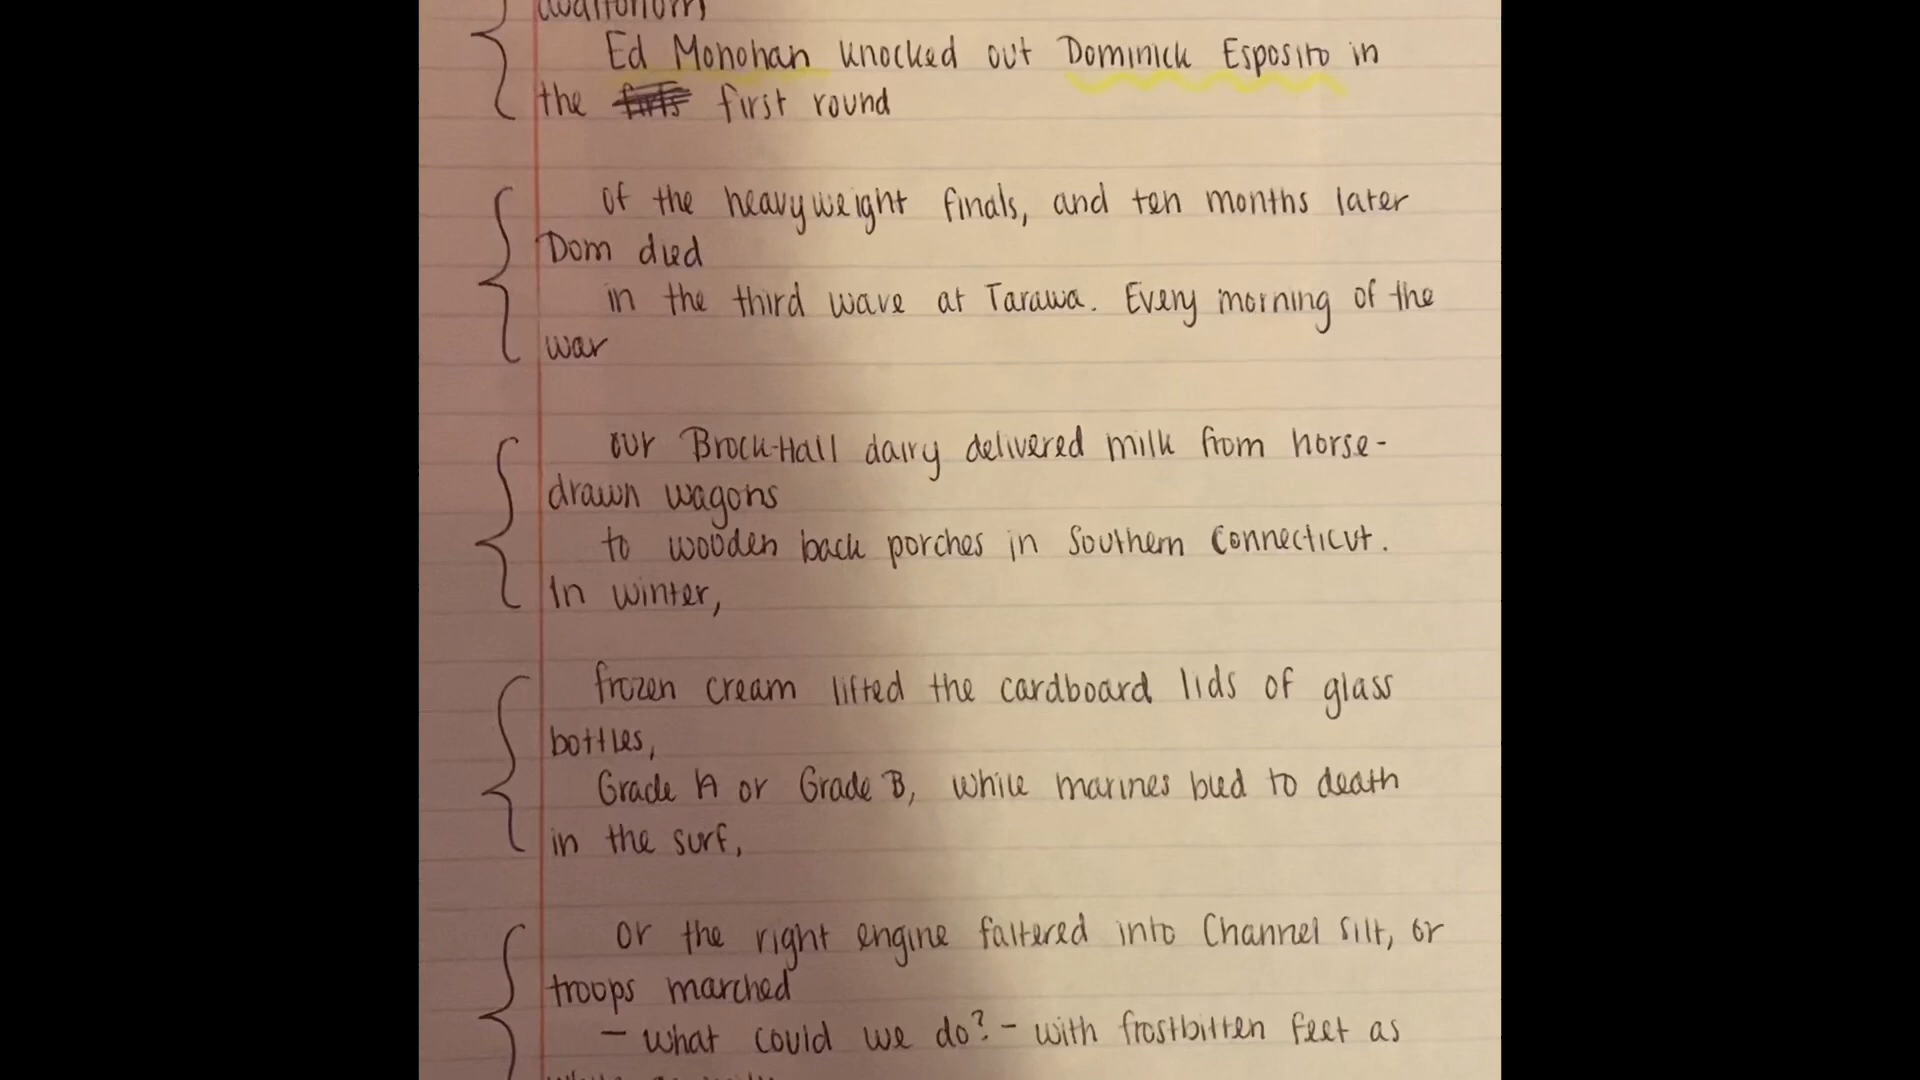 Ed Monohan knocked out Dominick Esposito in
the first round
of the heavyweight finals, and ten months later
Dom died
in the third wave at Tarawa. Every morning of the
war
our Brock-Hall dairy delivered milk from horse-
drawn wagons
to wooden back porches in Southern Connecticut.
In winter,
frozen cream lifted the cardboard lids of glass
bottles,
Grade A or Grade B, while marines bled to death
in the surf,
or the right engine faltered into Channel silt, or
troops marched
- what could we do? - with frostbitten feet as